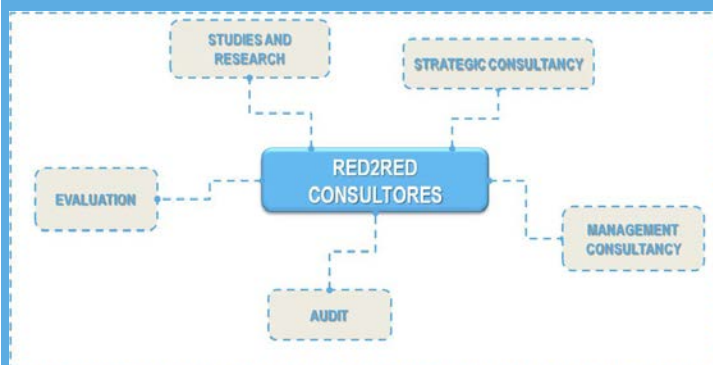 STUDIES AND
RESEARCH
STRATEGIC CONSULTANCY
RED2RED
CONSULTORES
EVALUATION
MANAGEMENT
CONSULTANCY
AUDIT